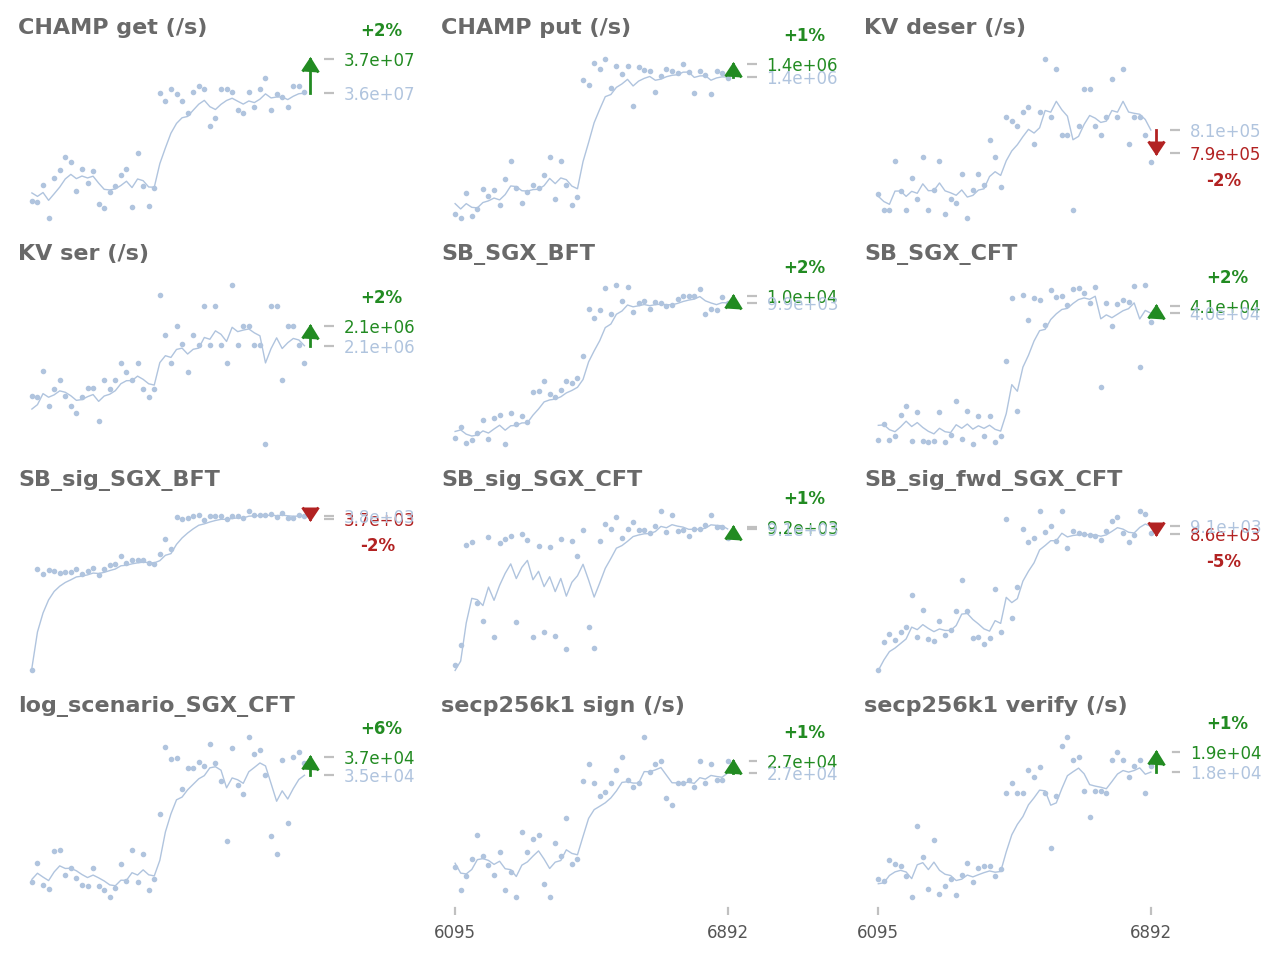 CHAMP get (/s)
+2%
3.7e+07
3.6e+07
CHAMP put (/s)
+1%
1.4e+06
1.4e+06
KV deser (/s)
8.1e+05
7.9e+05
-2%
KV ser (/s)
+2%
2.1e+06
2.1e+06
SB_SGX_BFT
+2%
1.0e+04
9.9e+03
SB_SGX_CFT
+2%
4.1e+04
4.0e+04
SB_sig_SGX_BFT
3.7e+03
-2%
SB_sig_SGX_CFT
+1%
9.2e+03
SB_sig_fwd_SGX_CFT
9.1e+03
8.6e+03
-5%
log_scenario_SGX_CFT
+6%
3.7e+04
3.5e+04
secp256k1 sign (/s)
+1%
2.7e+04
2.7e+04
6095
6892
secp256k1 verify (/s)
+1%
1.9e+04
1.8e+04
6095
6892